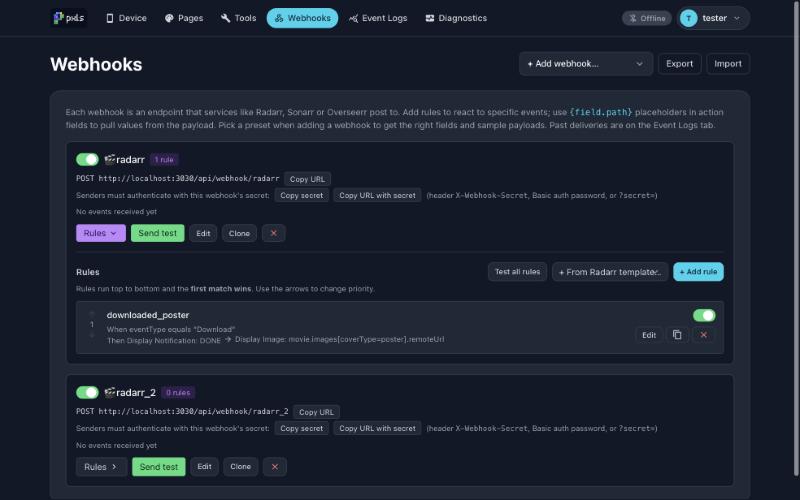 pxls Device Pages Tools Webhooks Event Logs Diagnostics Offline T tester
Webhooks + Add webhook... Export Import
Each webhook is an endpoint that services like Radarr, Sonarr or Overseerr post to. Add rules to react to specific events; use {field.path} placeholders in action
fields to pull values from the payload. Pick a preset when adding a webhook to get the right fields and sample payloads. Past deliveries are on the Event Logs tab.
radarr 1 rule
POST http://localhost:3030/api/webhook/radarr Copy URL
Senders must authenticate with this webhook's secret: Copy secret Copy URL with secret (header X-Webhook-Secret, Basic auth password, or ?secret=)
No events received yet
Rules Send test Edit Clone ✕
Rules Test all rules + From Radarr template... + Add rule
Rules run top to bottom and the first match wins. Use the arrows to change priority.
downloaded_poster
1 When eventType equals "Download"
Then Display Notification: DONE → Display Image: movie.images[coverType=poster].remoteUrl Edit ✕
radarr_2 0 rules
POST http://localhost:3030/api/webhook/radarr_2 Copy URL
Senders must authenticate with this webhook's secret: Copy secret Copy URL with secret (header X-Webhook-Secret, Basic auth password, or ?secret=)
No events received yet
Rules Send test Edit Clone ✕